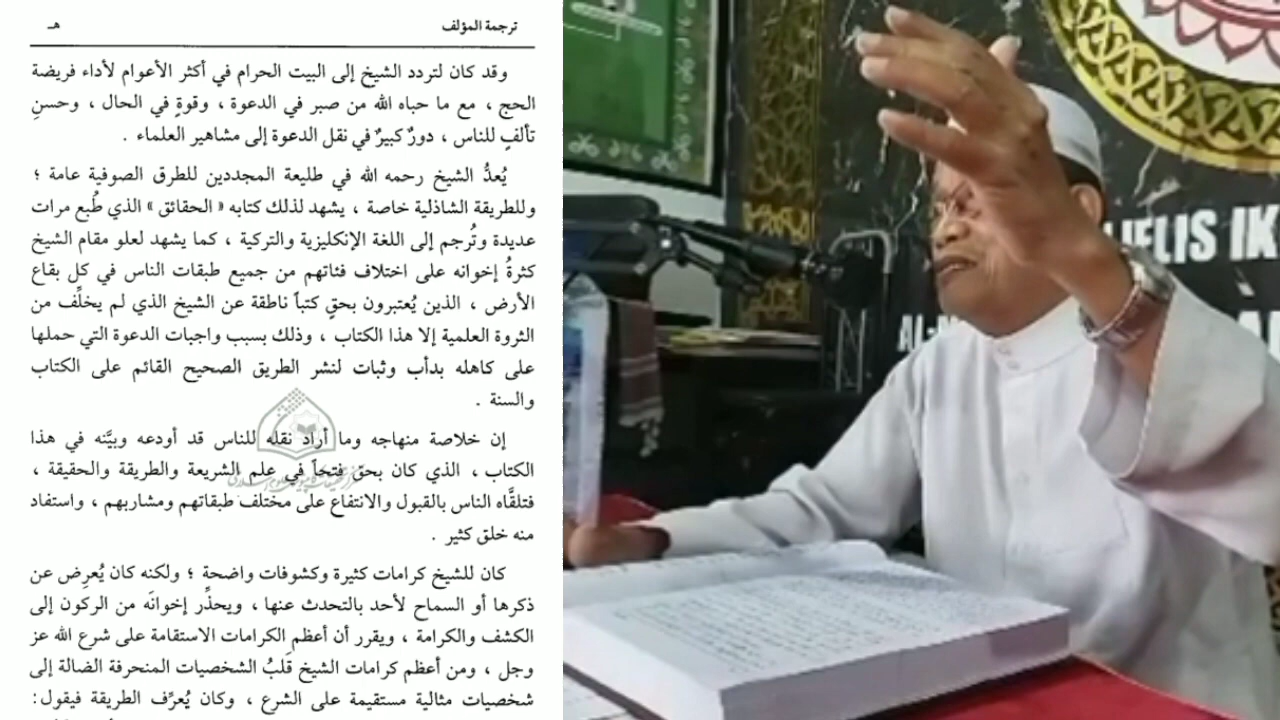 ترجمة المؤلف هـ
وقد كان لتردد الشيخ إلى البيت الحرام في أكثر الأعوام لأداء فريضة
الحج ، مع ما حباه الله من صبر في الدعوة ، وقوةٍ في الحال ، وحسنِ
تألفٍ للناس ، دورٌ كبيرٌ في نقل الدعوة إلى مشاهير العلماء .
يُعدُّ الشيخ رحمه الله في طليعة المجددين للطرق الصوفية عامة ؛
وللطريقة الشاذلية خاصة ، يشهد لذلك كتابه « الحقائق » الذي طُبع مرات
عديدة وتُرجم إلى اللغة الإنكليزية والتركية ، كما يشهد لعلو مقام الشيخ
كثرةُ إخوانه على اختلاف فئاتهم من جميع طبقات الناس في كل بقاع
الأرض ، الذين يُعتبرون بحقٍ كتباً ناطقة عن الشيخ الذي لم يخلِّف من
الثروة العلمية إلا هذا الكتاب ، وذلك بسبب واجبات الدعوة التي حملها
على كاهله بدأب وثبات لنشر الطريق الصحيح القائم على الكتاب
والسنة .
إن خلاصة منهاجه وما أراد نقله للناس قد أودعه وبيَّنه في هذا
الكتاب ، الذي كان بحقّ فتحاً في علم الشريعة والطريقة والحقيقة ،
فتلقَّاه الناس بالقبول والانتفاع على مختلف طبقاتهم ومشاربهم ، واستفاد
منه خلق كثير .
كان للشيخ كرامات كثيرة وكشوفات واضحة ؛ ولكنه كان يُعرِض عن
ذكرها أو السماح لأحد بالتحدث عنها ، ويحذِّر إخوانَه من الركون إلى
الكشف والكرامة ، ويقرر أن أعظم الكرامات الاستقامة على شرع الله عز
وجل ، ومن أعظم كرامات الشيخ قَلبُ الشخصيات المنحرفة الضالة إلى
شخصيات مثالية مستقيمة على الشرع ، وكان يُعرِّف الطريقة فيقول :
JELIS IK
AL-